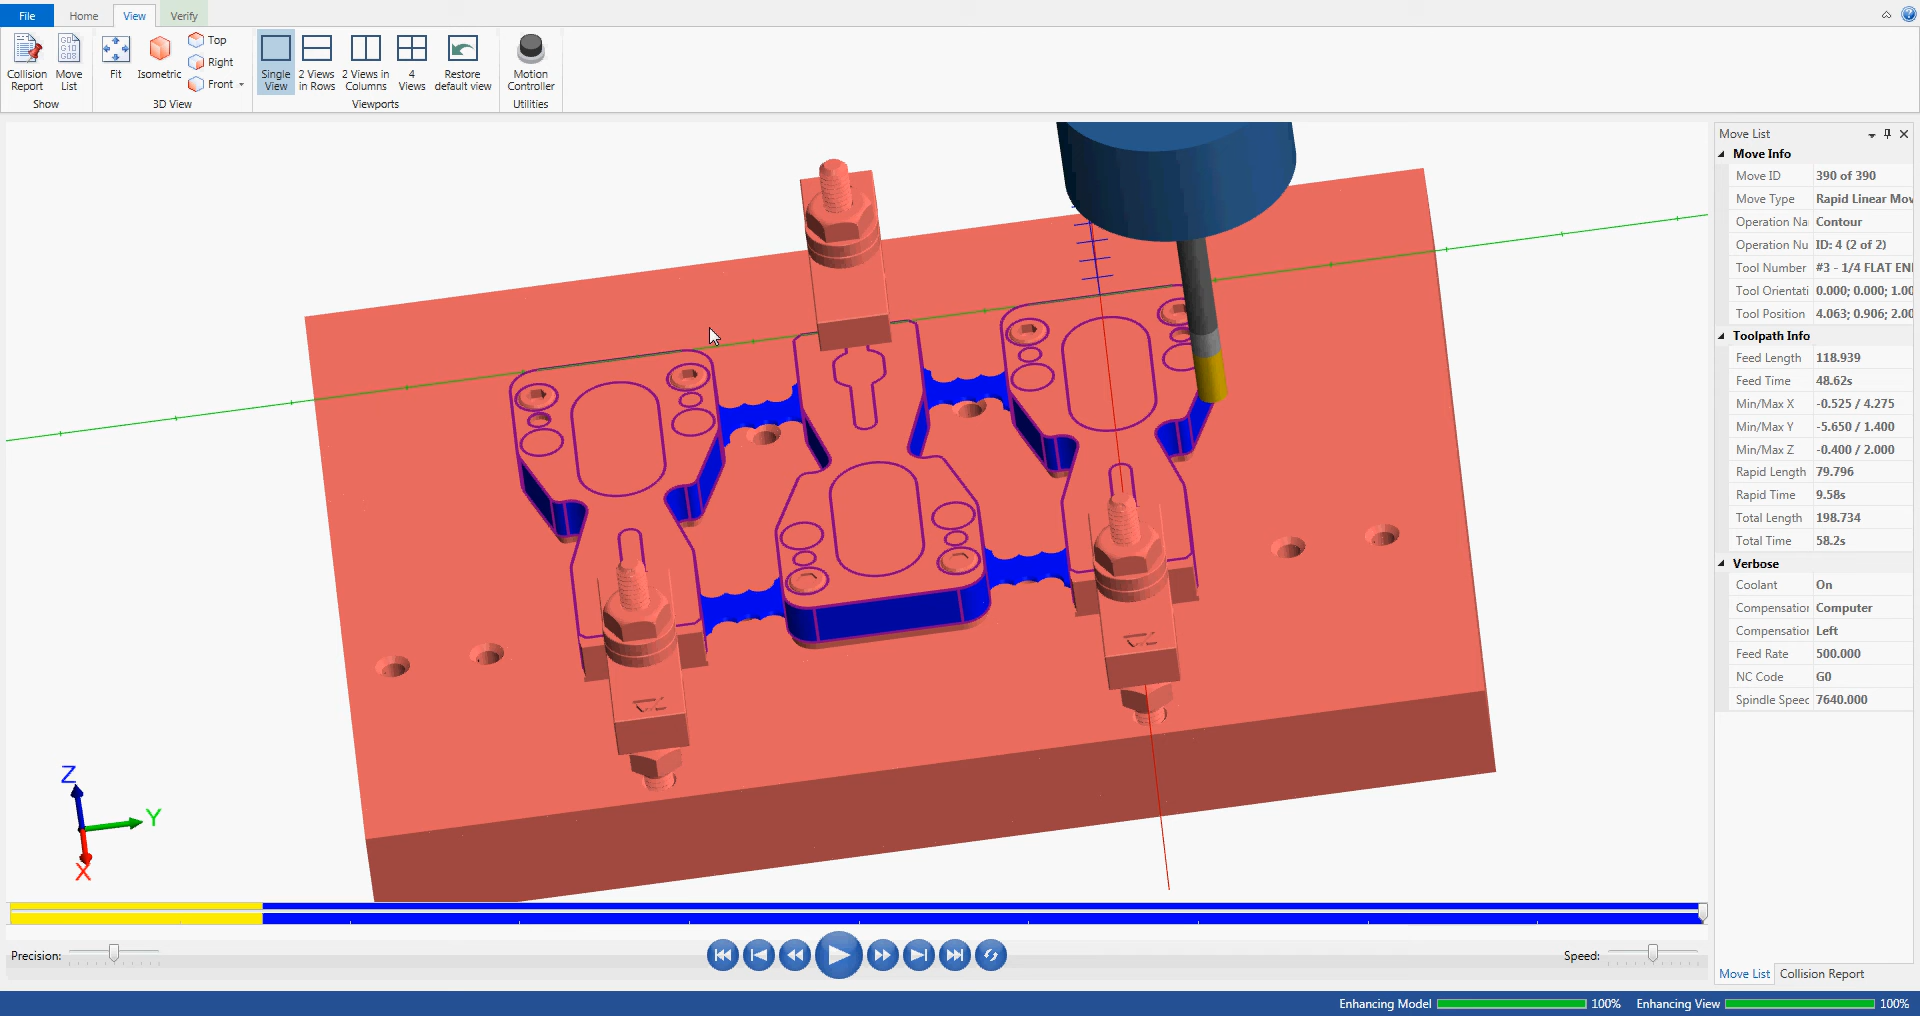 File Home View Verify
Collision Report
Move List
Show
Fit
Isometric
Top
Right
Front
3D View
Single View
2 Views in Rows
2 Views in Columns
4 Views
Restore default view
Viewports
Motion Controller
Utilities
Move List
Move Info
Move ID 390 of 390
Move Type Rapid Linear Mov
Operation Na Contour
Operation Nu ID: 4 (2 of 2)
Tool Number #3 - 1/4 FLAT EN
Tool Orientati 0.000; 0.000; 1.00
Tool Position 4.063; 0.906; 2.00
Toolpath Info
Feed Length 118.939
Feed Time 48.62s
Min/Max X -0.525 / 4.275
Min/Max Y -5.650 / 1.400
Min/Max Z -0.400 / 2.000
Rapid Length 79.796
Rapid Time 9.58s
Total Length 198.734
Total Time 58.2s
Verbose
Coolant On
Compensation Computer
Compensation Left
Feed Rate 500.000
NC Code G0
Spindle Speed 7640.000
Z
Y
X
Precision:
Speed:
Move List Collision Report
Enhancing Model 100% Enhancing View 100%